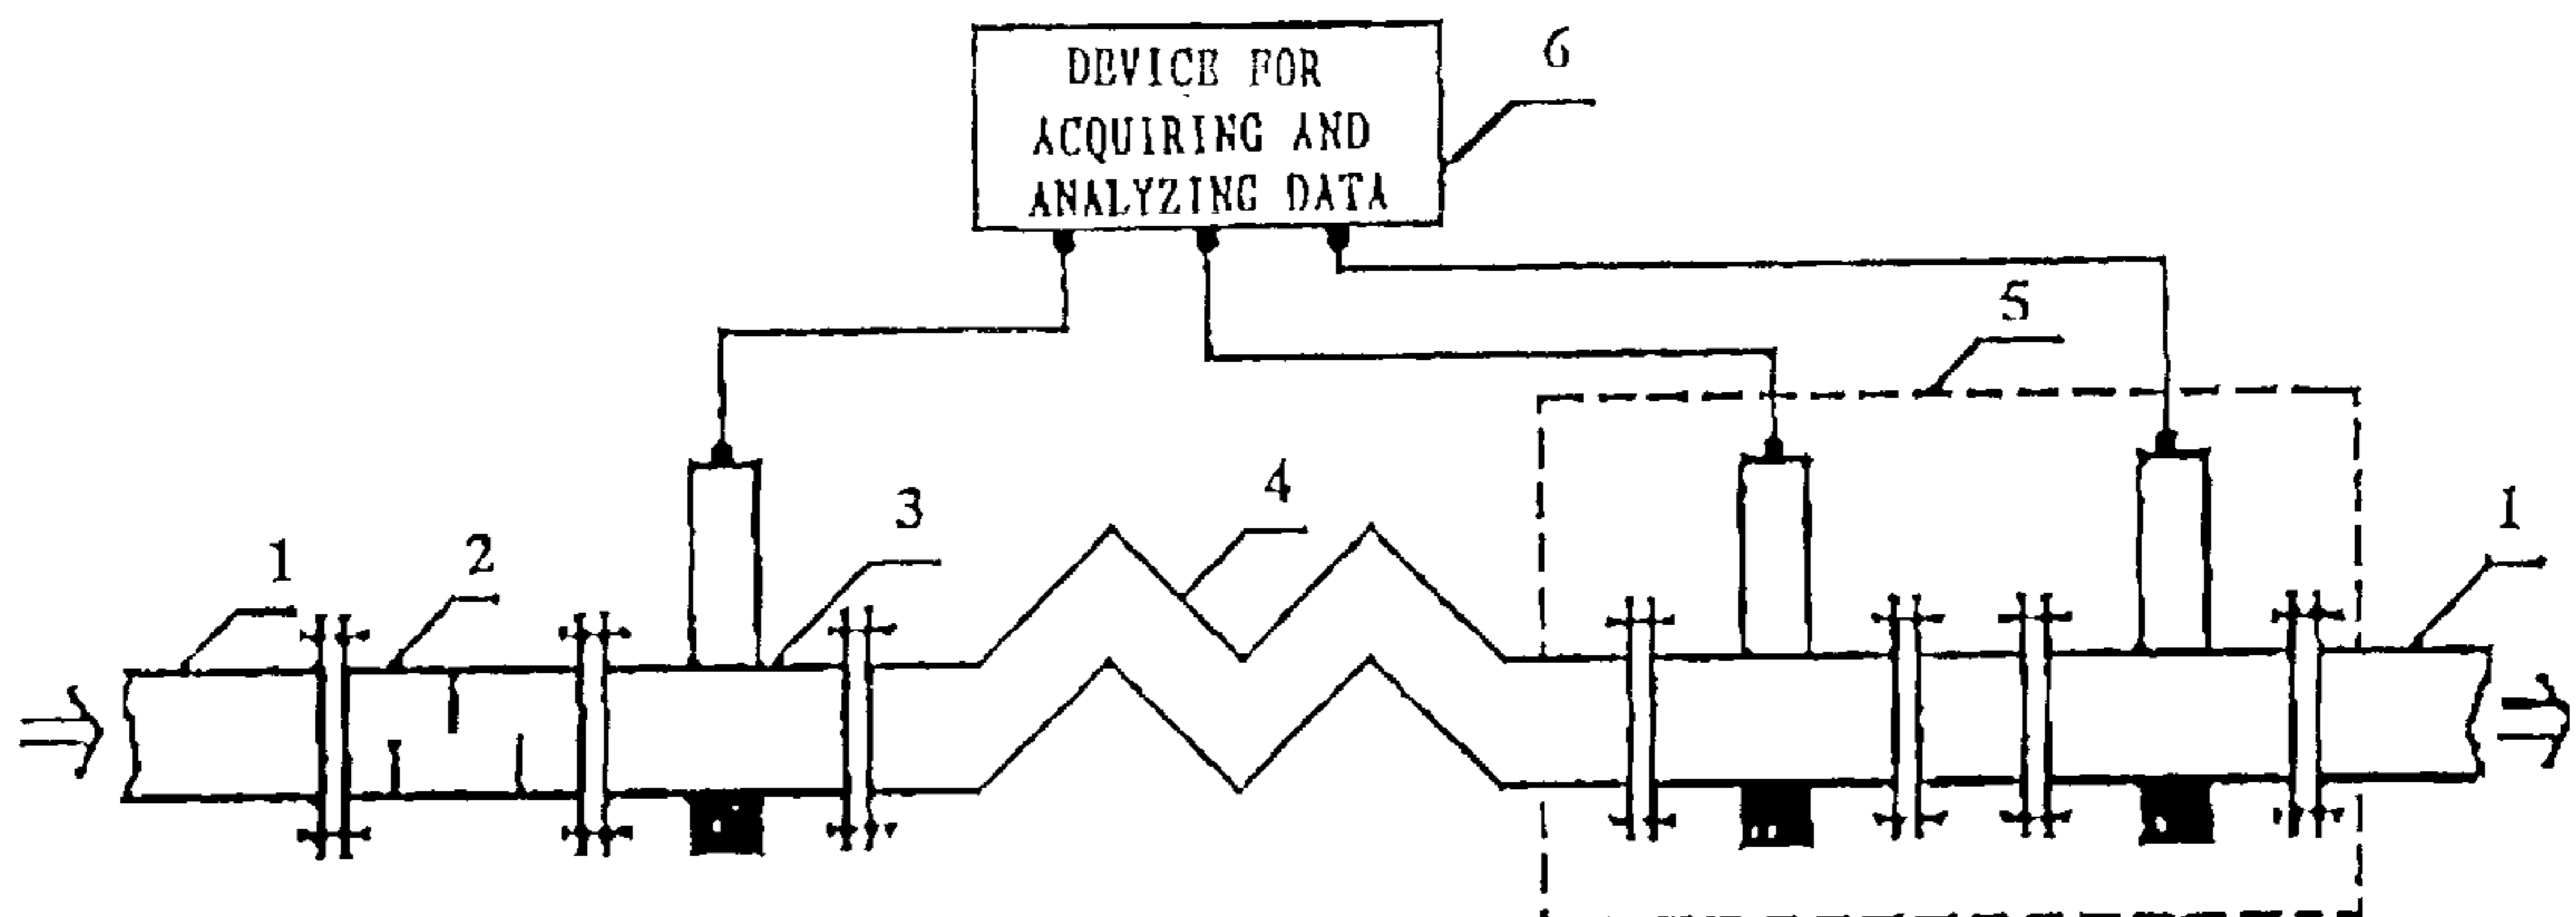 DEVICE FOR
ACQUIRING AND
ANALYZING DATA
6
5
4
3
1
2
1